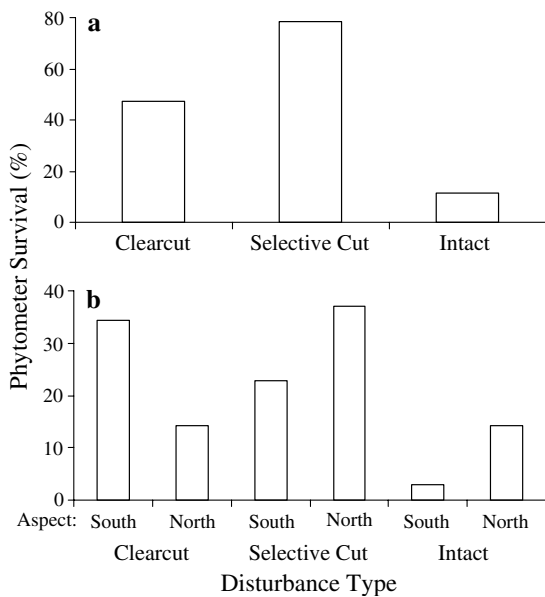 Phytometer Survival (%)
a
80
60
40
20
0
Clearcut Selective Cut Intact
b
40
30
20
10
0
Aspect: South North South North South North
Clearcut Selective Cut Intact
Disturbance Type